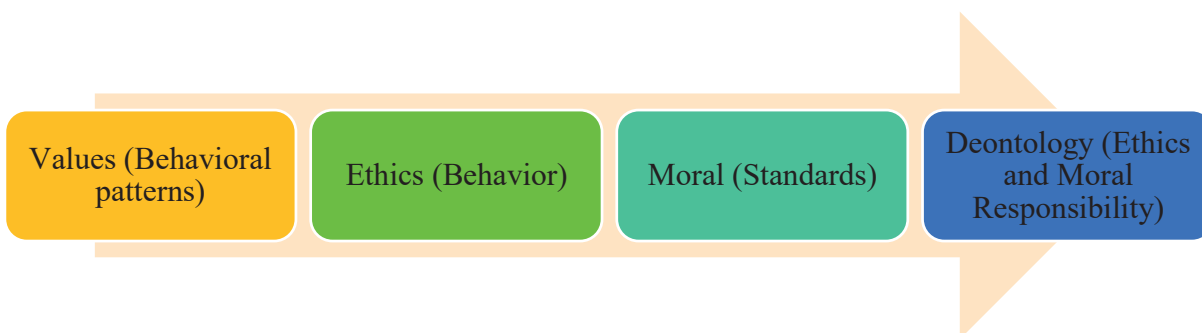 Values (Behavioral
patterns)
Ethics (Behavior)
Moral (Standards)
Deontology (Ethics
and Moral
Responsibility)